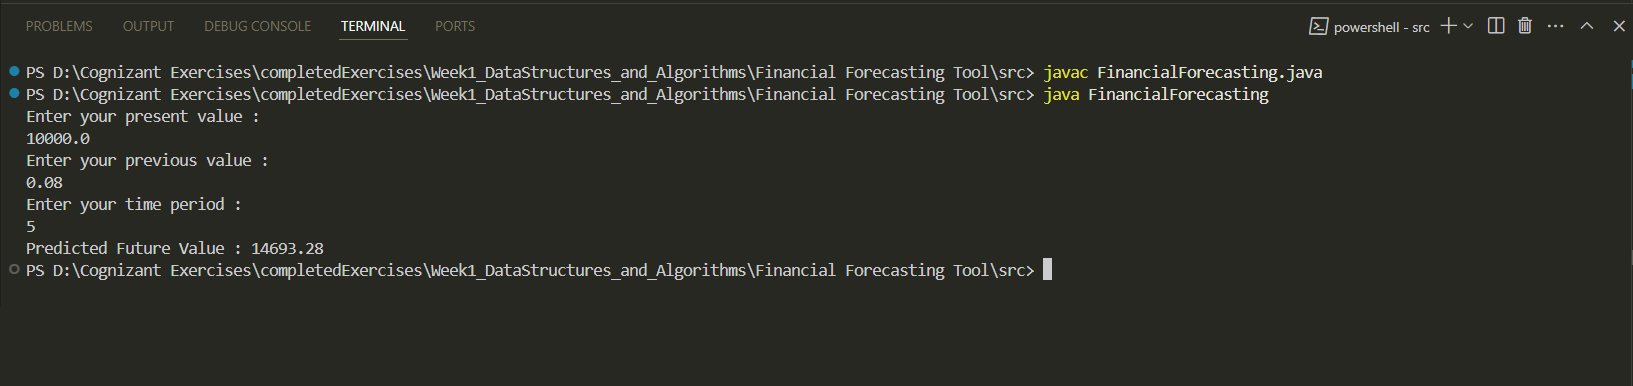 PROBLEMS OUTPUT DEBUG CONSOLE TERMINAL PORTS powershell - src
PS D:\Cognizant Exercises\completedExercises\Week1_DataStructures_and_Algorithms\Financial Forecasting Tool\src> javac FinancialForecasting.java
PS D:\Cognizant Exercises\completedExercises\Week1_DataStructures_and_Algorithms\Financial Forecasting Tool\src> java FinancialForecasting
Enter your present value :
10000.0
Enter your previous value :
0.08
Enter your time period :
5
Predicted Future Value : 14693.28
PS D:\Cognizant Exercises\completedExercises\Week1_DataStructures_and_Algorithms\Financial Forecasting Tool\src>